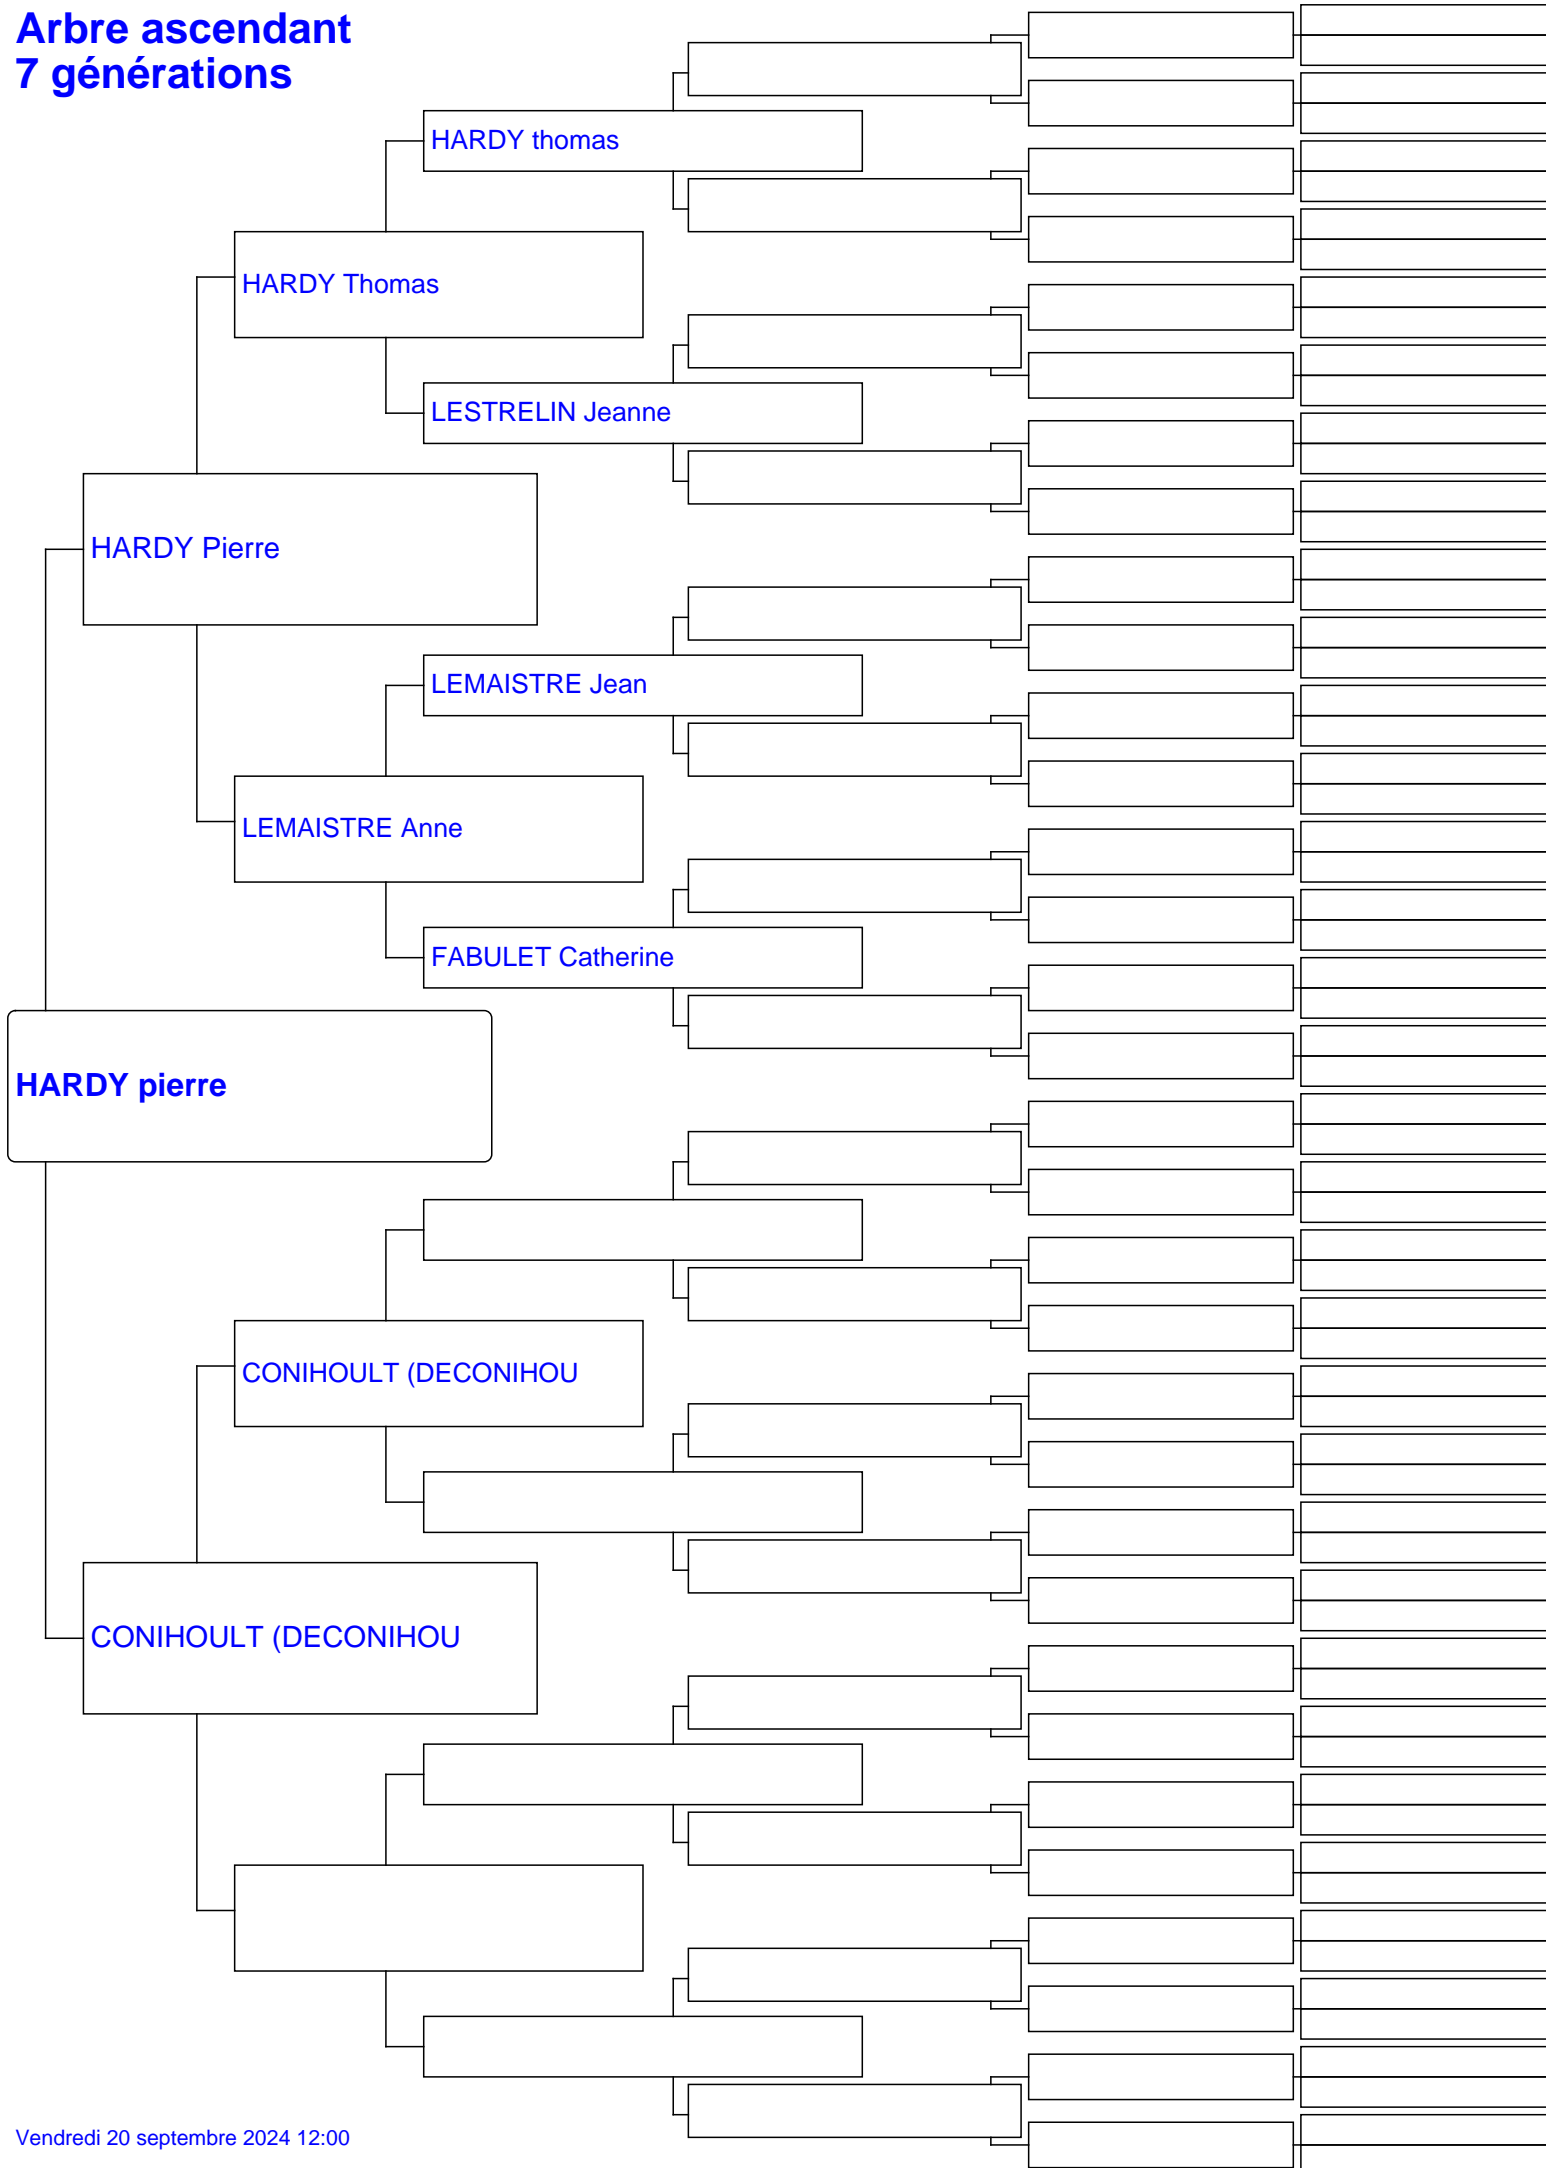 Arbre ascendant
7 générations
HARDY thomas
HARDY Thomas
LESTRELIN Jeanne
HARDY Pierre
LEMAISTRE Jean
LEMAISTRE Anne
FABULET Catherine
HARDY pierre
CONIHOULT (DECONIHOU
CONIHOULT (DECONIHOU
Vendredi 20 septembre 2024 12:00